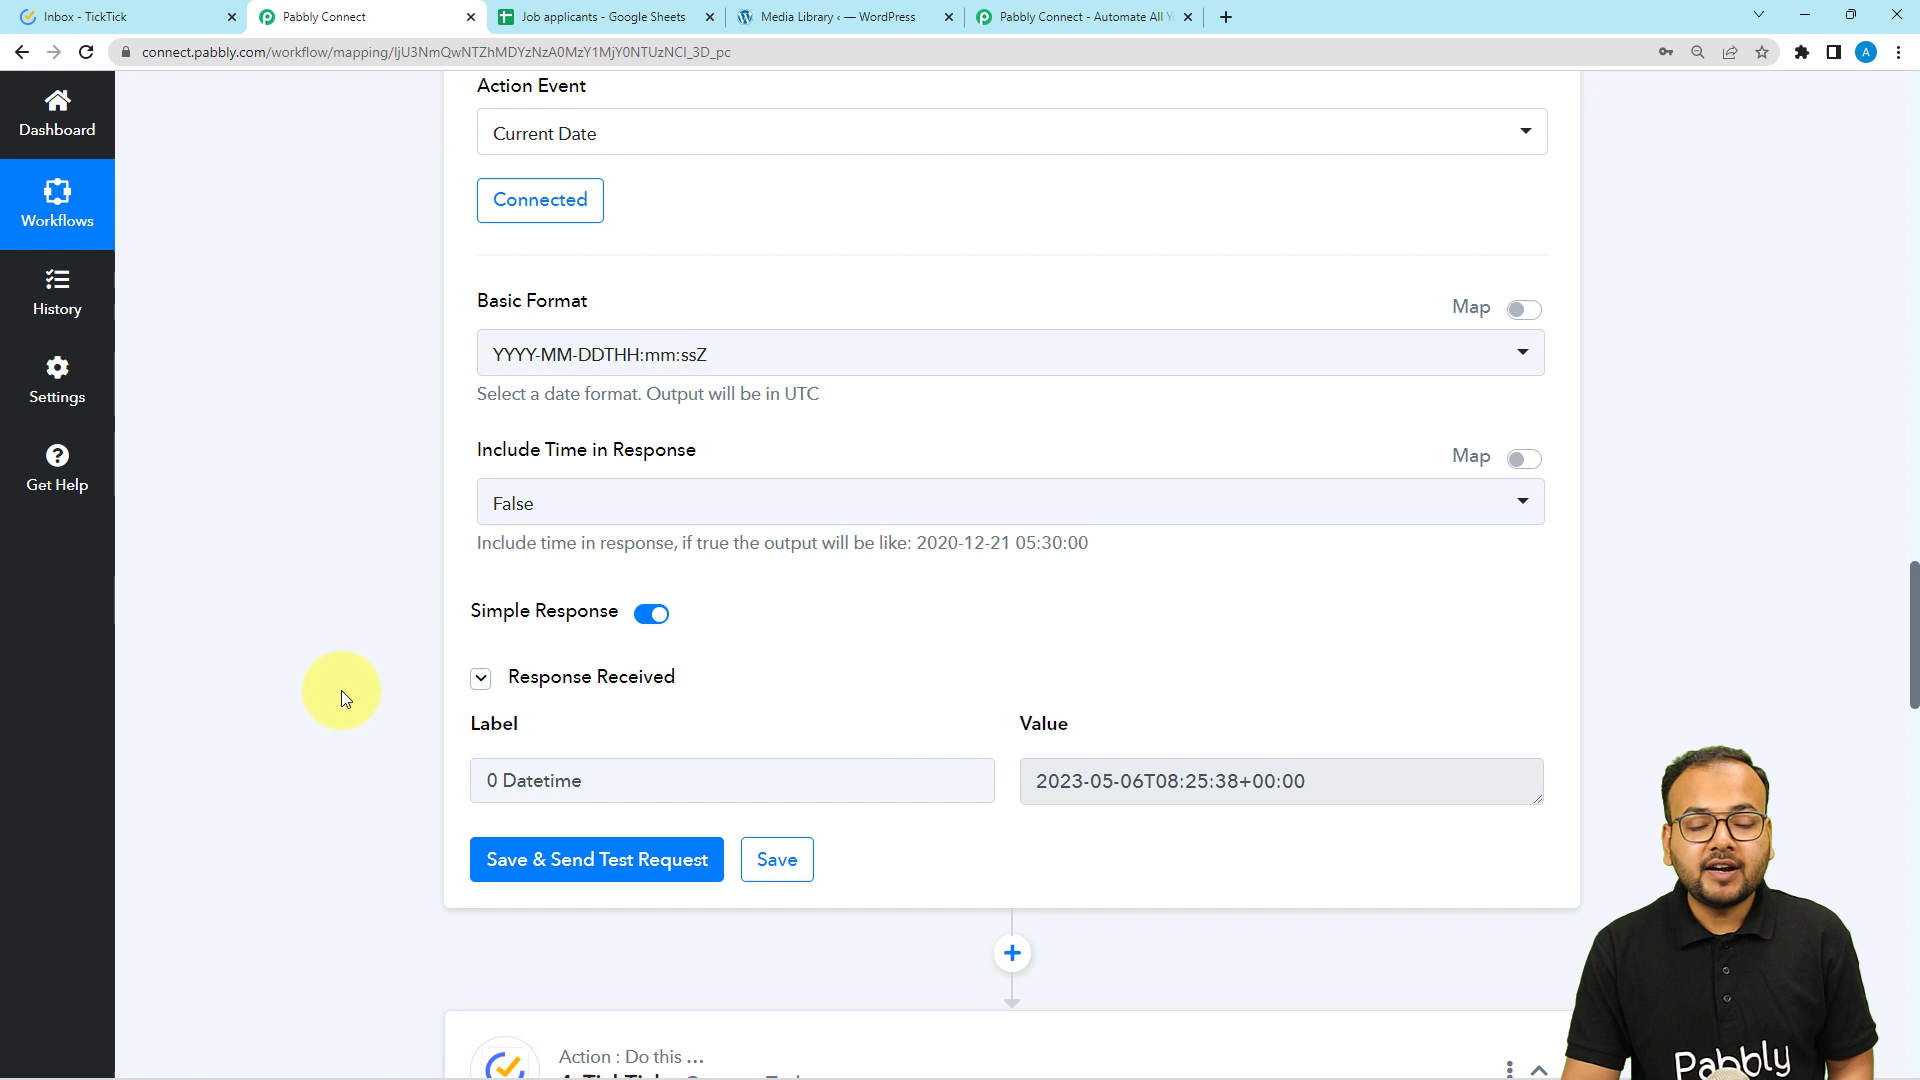 Inbox - TickTick
Pabbly Connect
Job applicants - Google Sheets
Media Library ‹ — WordPress
Pabbly Connect - Automate All Y
connect.pabbly.com/workflow/mapping/IjU3NmQwNTZhMDYzNzA0MzY1MjY0NTUzNCI_3D_pc
A
Dashboard
Workflows
History
Settings
Get Help
Action Event
Current Date
Connected
Basic Format
Map
YYYY-MM-DDTHH:mm:ssZ
Select a date format. Output will be in UTC
Include Time in Response
Map
False
Include time in response, if true the output will be like: 2020-12-21 05:30:00
Simple Response
Response Received
Label
Value
0 Datetime
2023-05-06T08:25:38+00:00
Save & Send Test Request
Save
Action : Do this ...
Pabbly